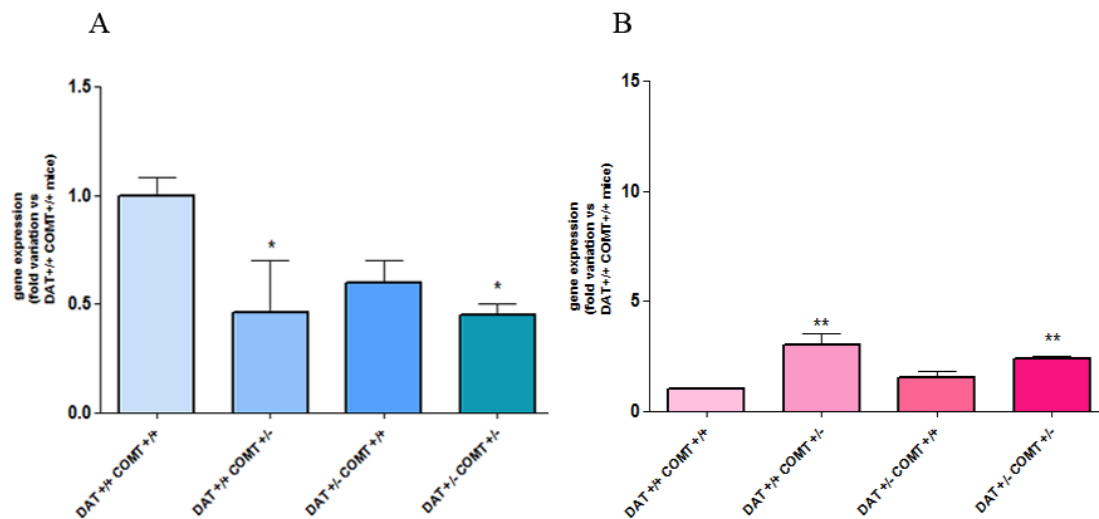 A
B
gene expression
(fold variation vs
DAT+/+ COMT+/+ mice)
1.5
1.0
0.5
0.0
*
*
DAT+/+ COMT+/+
DAT+/+ COMT+/-
DAT+/- COMT+/+
DAT+/- COMT+/-
gene expression
(fold variation vs
DAT+/+ COMT+/+ mice)
15
10
5
0
**
**
DAT+/+ COMT+/+
DAT+/+ COMT+/-
DAT+/- COMT+/+
DAT+/- COMT+/-